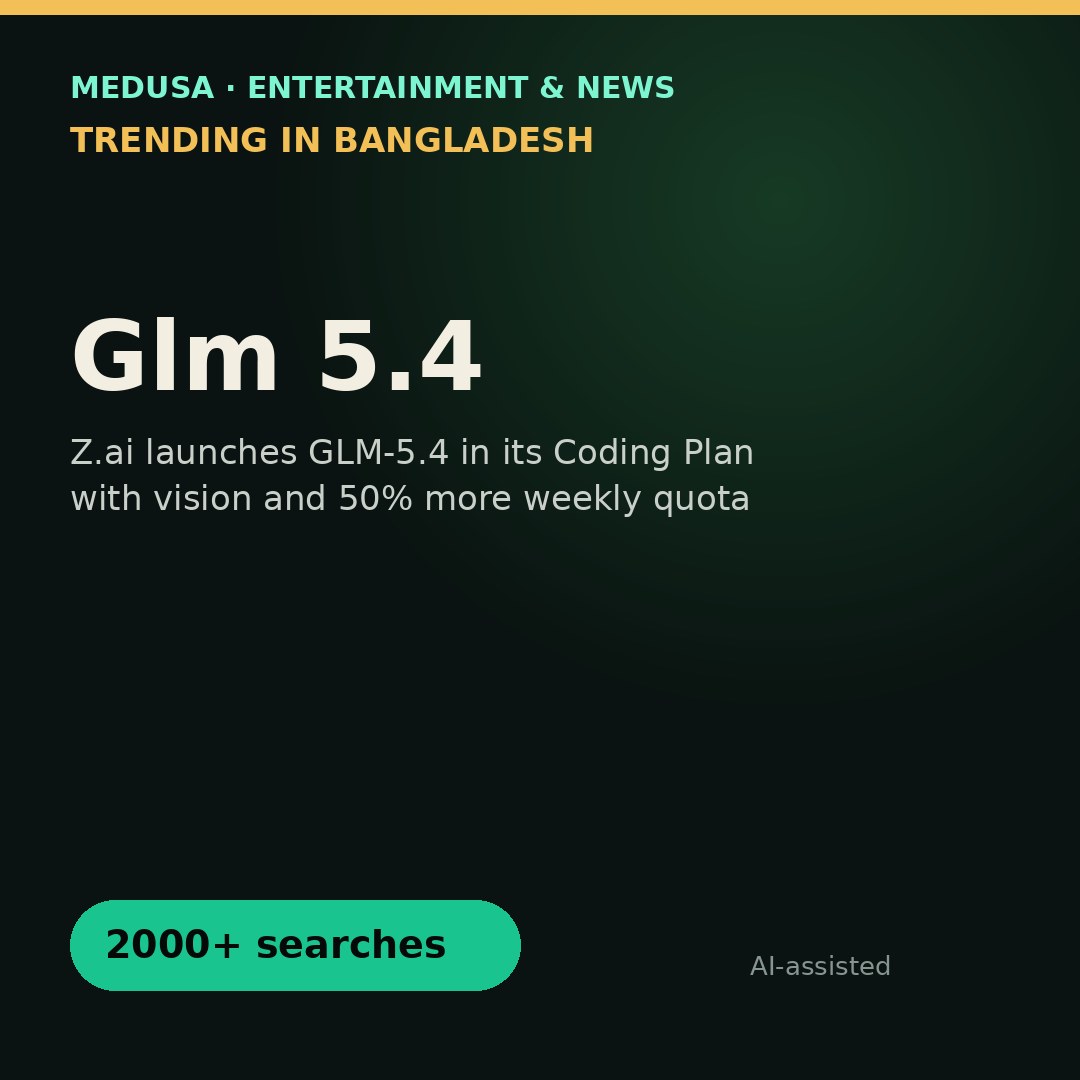 MEDUSA · ENTERTAINMENT & NEWS
TRENDING IN BANGLADESH
Glm 5.4
Z.ai launches GLM-5.4 in its Coding Plan
with vision and 50% more weekly quota
2000+ searches
AI-assisted